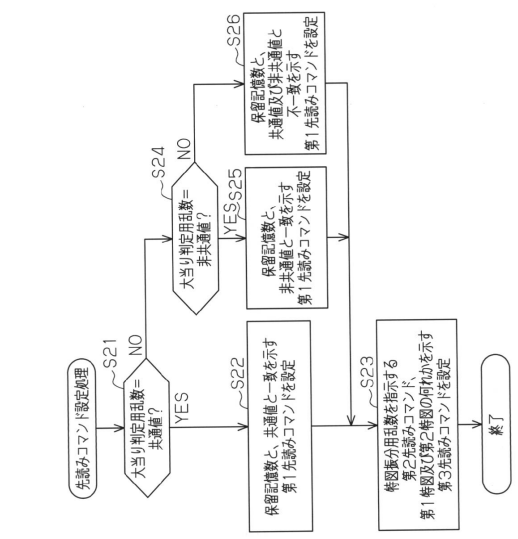 先読みコマンド設定処理
S21
大当り判定用乱数=
共通値？
YES
NO
S22
保留記憶数と、共通値と一致を示す
第1先読みコマンドを設定
S24
大当り判定用乱数=
非共通値？
YES
NO
S25
保留記憶数と、
非共通値と一致を示す
第1先読みコマンドを設定
S26
保留記憶数と、
共通値及び非共通値と
不一致を示す
第1先読みコマンドを設定
S23
特図振分用乱数を指示する
第2先読みコマンド、
第1特図及び第2特図の何れかを示す
第3先読みコマンドを設定
終了